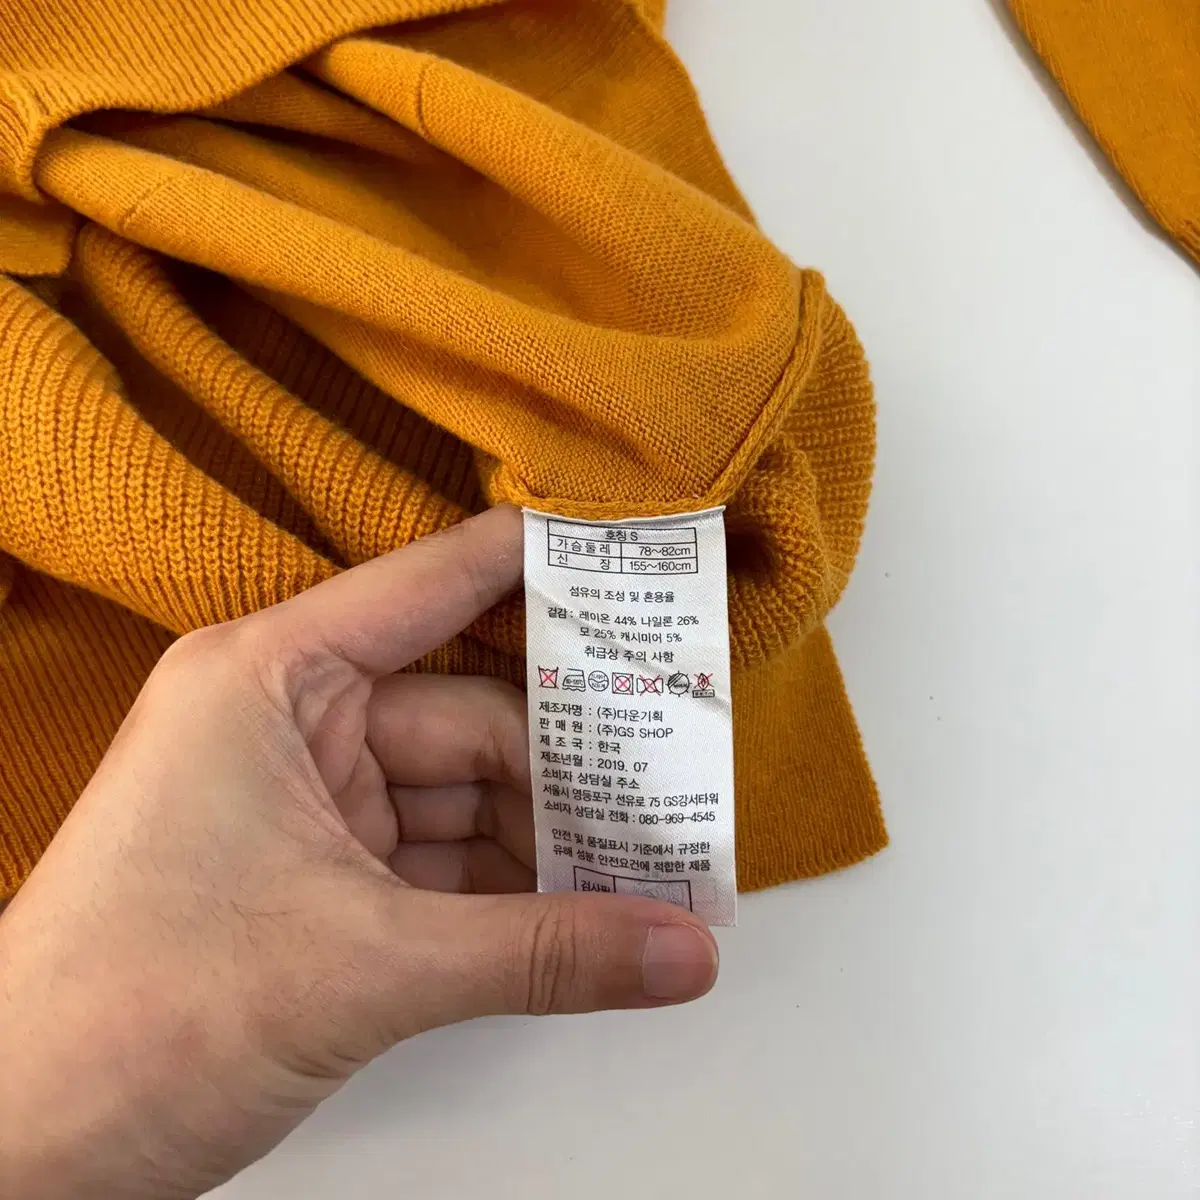 호칭 S
가슴둘레 78~82cm
신 장 155~160cm
섬유의 조성 및 혼용율
겉감 : 레이온 44% 나일론 26%
모 25% 캐시미어 5%
취급상 주의 사항
제조자명 : (주)다운기획
판 매 원 : (주)GS SHOP
제 조 국 : 한국
제조년월 : 2019. 07
소비자 상담실 주소
서울시 영등포구 선유로 75 GS강서타워
소비자 상담실 전화 : 080-969-4545
안전 및 품질표시 기준에서 규정한
유해 성분 안전요건에 적합한 제품
검사필